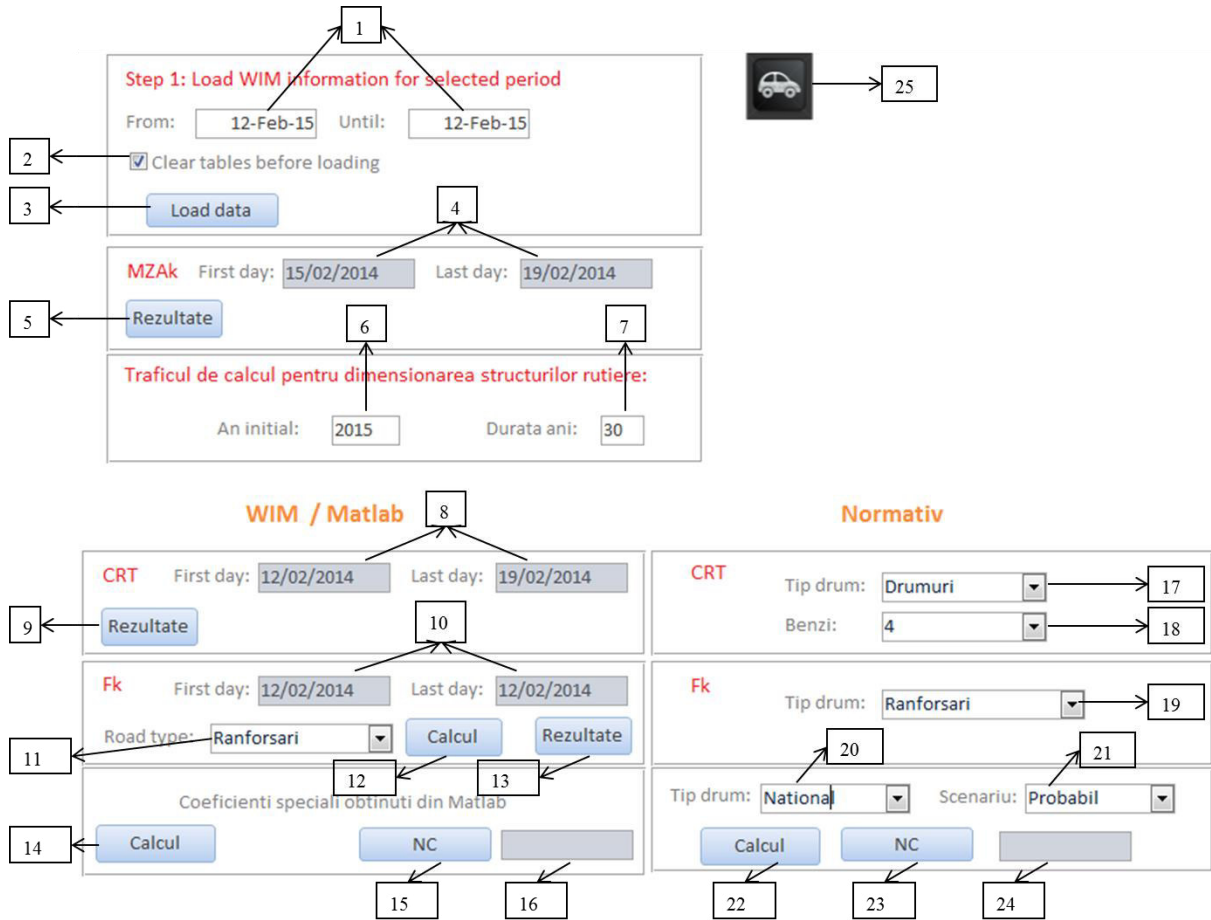 1
Step 1: Load WIM information for selected period
25
From: 12-Feb-15 Until: 12-Feb-15
2 Clear tables before loading
3 Load data 4
MZAk First day: 15/02/2014 Last day: 19/02/2014
5 Rezultate 6 7
Traficul de calcul pentru dimensionarea structurilor rutiere:
An initial: 2015 Durata ani: 30
WIM / Matlab 8 Normativ
CRT First day: 12/02/2014 Last day: 19/02/2014
9 Rezultate 10
CRT Tip drum: Drumuri 17
Benzi: 4 18
Fk First day: 12/02/2014 Last day: 12/02/2014
Road type: Ranforsari Calcul Rezultate
11 12 13
Fk Tip drum: Ranforsari 19
20 21
Coeficienti speciali obtinuti din Matlab
14 Calcul NC
15 16
Tip drum: National Scenariu: Probabil
Calcul NC
22 23 24